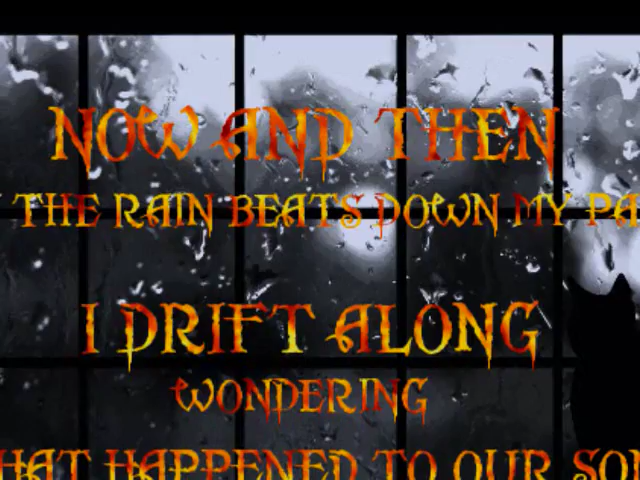 NOW AND THEN
THE RAIN BEATS DOWN MY
I DRIFT ALONG
WONDERING
HAPPENED TO OUR